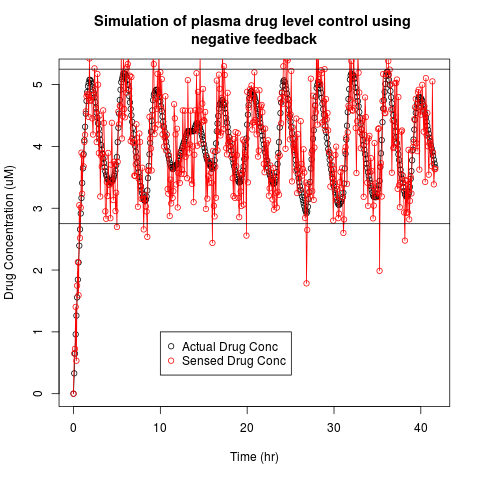 Simulation of plasma drug level control using
negative feedback
Drug Concentration (uM)
5
4
3
2
1
0
Actual Drug Conc
Sensed Drug Conc
0 10 20 30 40
Time (hr)